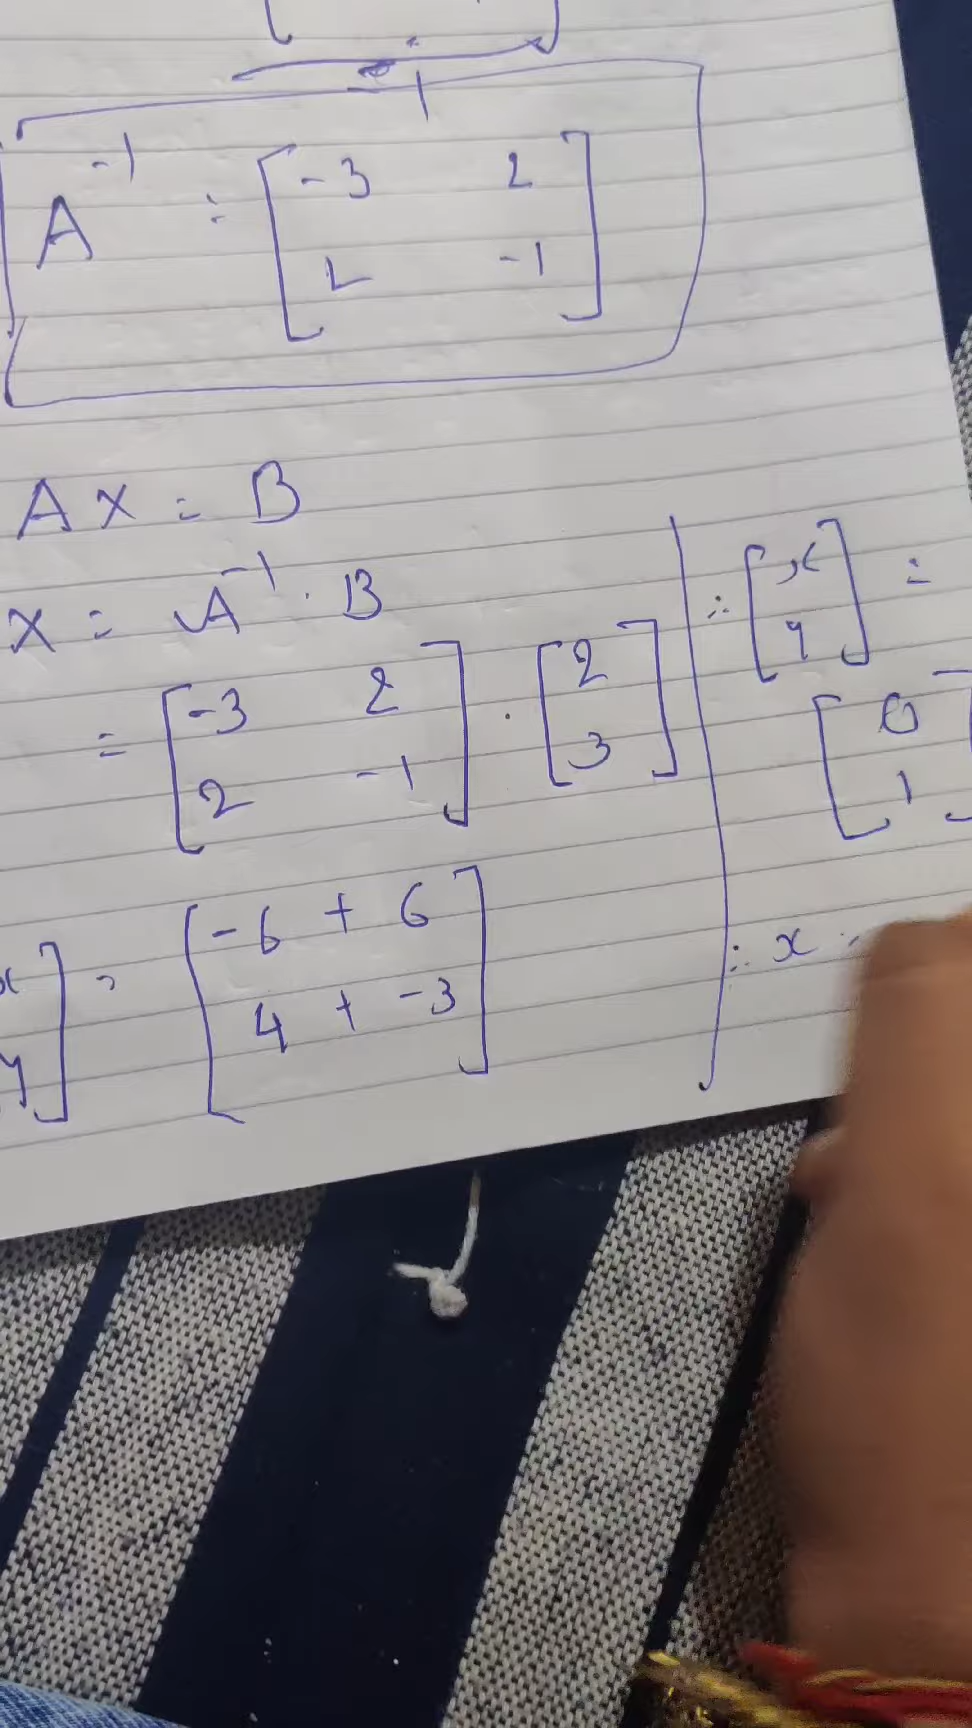 -1
A⁻¹ = [ -3 2
2 -1 ]
AX = B
X = A⁻¹ · B
= [ -3 2
2 -1 ] · [ 2
3 ]
[ x
y ] = [ -6 + 6
4 + -3 ]
∴ [ x
y ] =
[ 0
1 ]
∴ x =